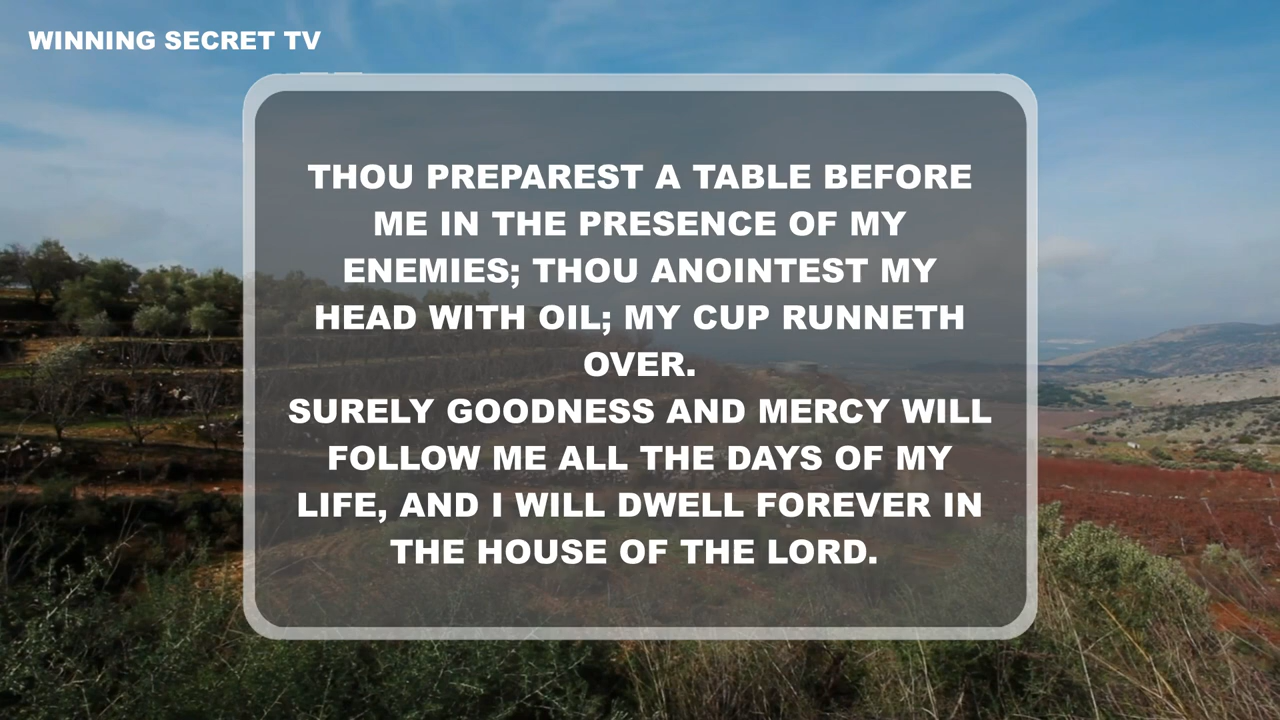 WINNING SECRET TV
THOU PREPAREST A TABLE BEFORE
ME IN THE PRESENCE OF MY
ENEMIES; THOU ANOINTEST MY
HEAD WITH OIL; MY CUP RUNNETH
OVER.
SURELY GOODNESS AND MERCY WILL
FOLLOW ME ALL THE DAYS OF MY
LIFE, AND I WILL DWELL FOREVER IN
THE HOUSE OF THE LORD.